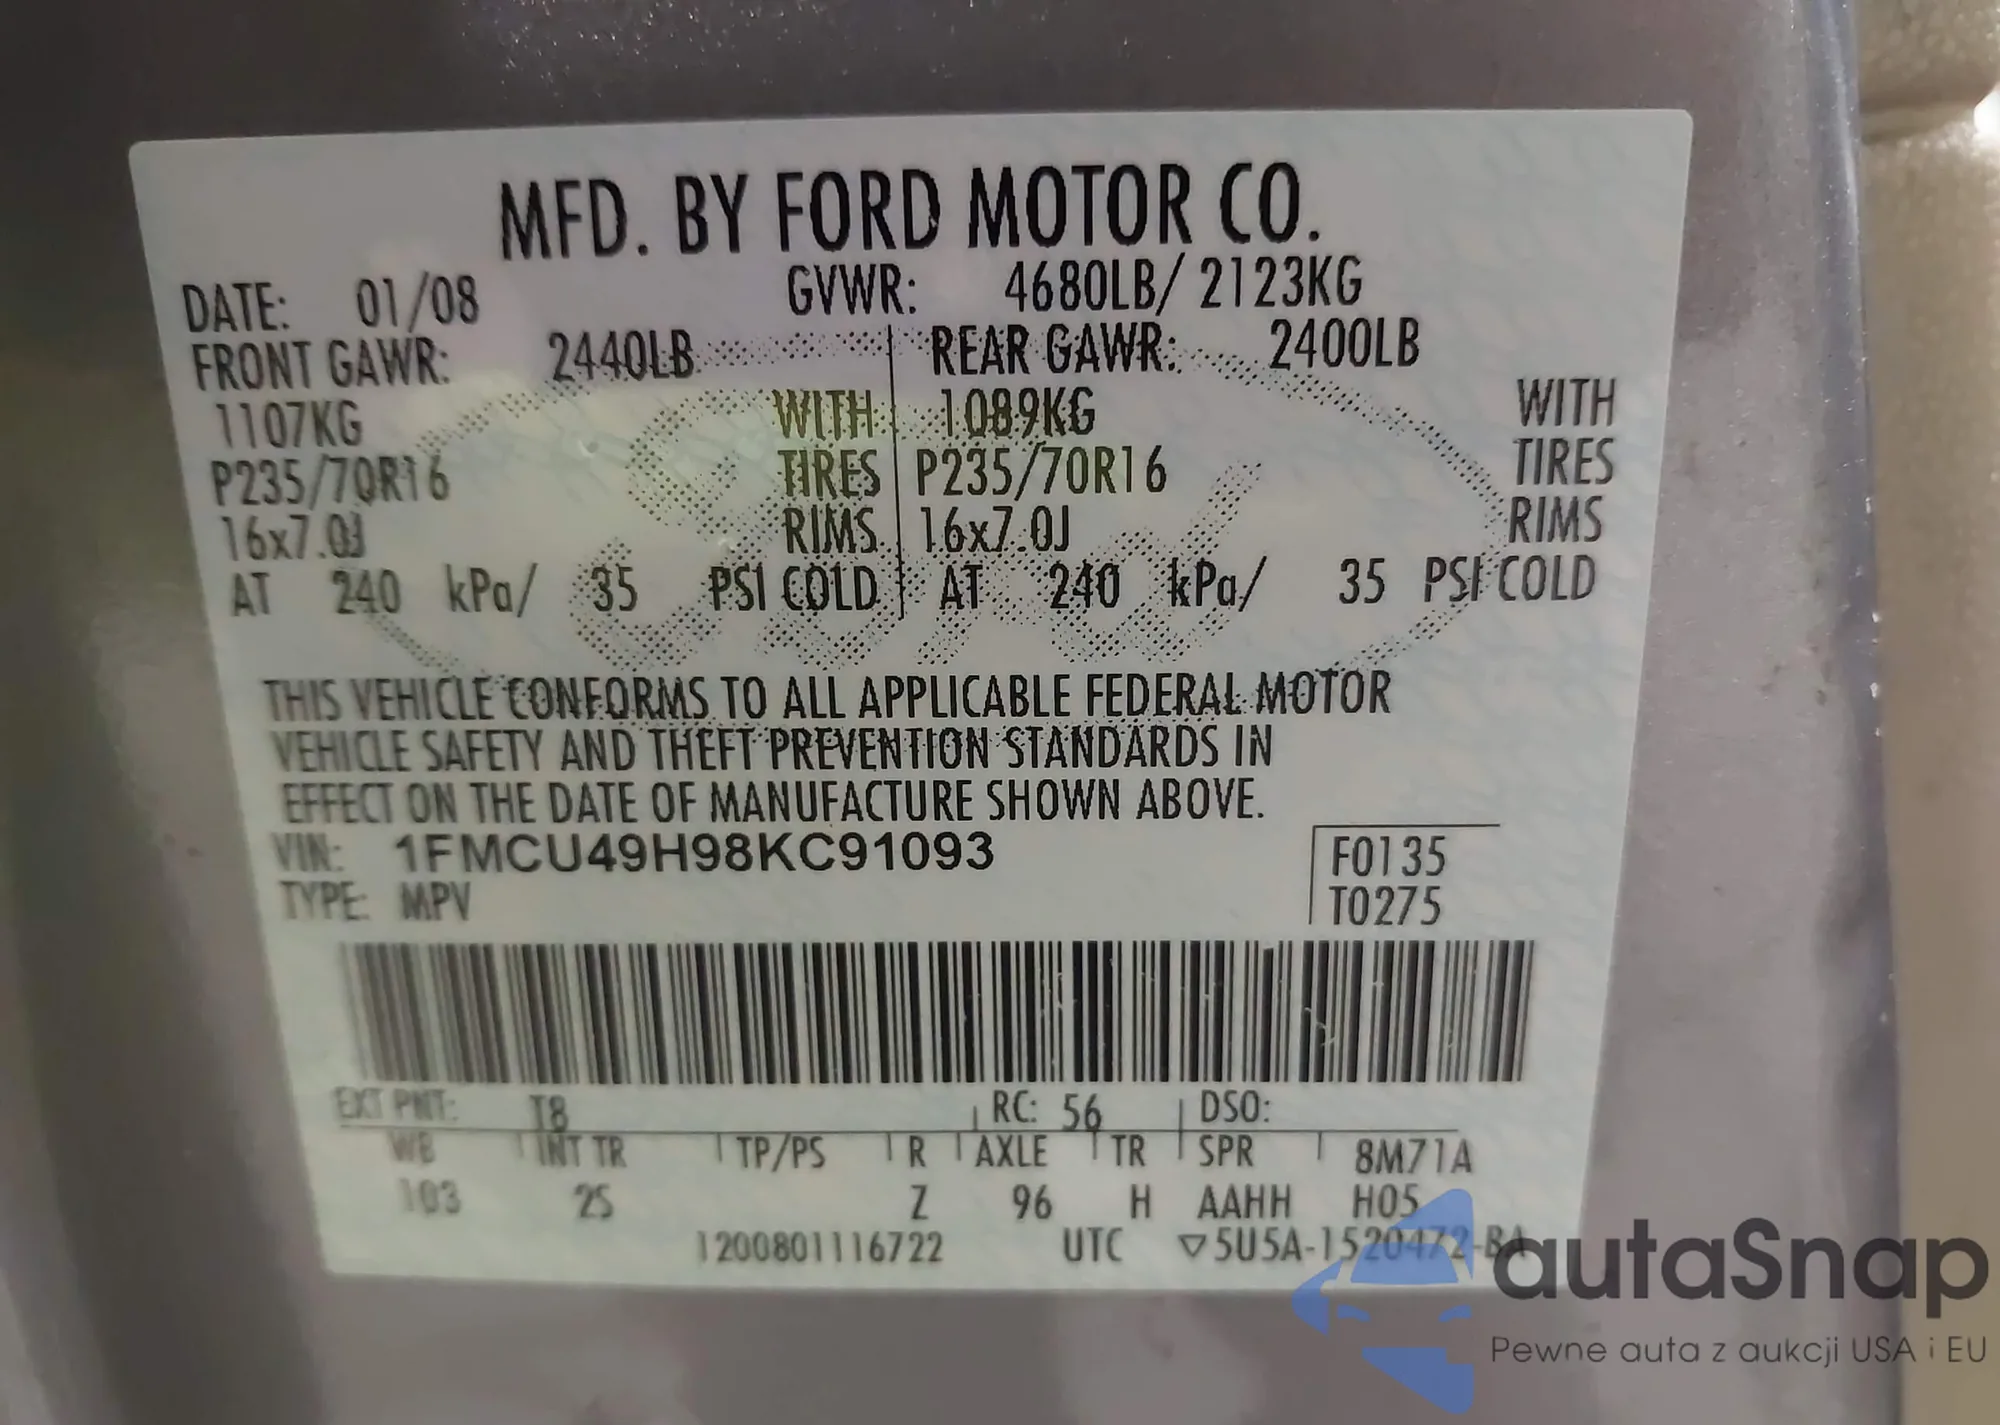 MFD. BY FORD MOTOR CO.
DATE: 01/08 GVWR: 4680LB/ 2123KG
FRONT GAWR: 2440LB REAR GAWR: 2400LB
1107KG WITH 1089KG WITH
P235/70R16 TIRES P235/70R16 TIRES
16x7.0J RIMS 16x7.0J RIMS
AT 240 kPa/ 35 PSI COLD AT 240 kPa/ 35 PSI COLD
THIS VEHICLE CONFORMS TO ALL APPLICABLE FEDERAL MOTOR
VEHICLE SAFETY AND THEFT PREVENTION STANDARDS IN
EFFECT ON THE DATE OF MANUFACTURE SHOWN ABOVE.
VIN: 1FMCU49H98KC91093 F0135
TYPE: MPV T0275
EXT PNT: T8 RC: 56 DSO:
WB INT TR TP/PS R AXLE TR SPR 8M71A
103 2S Z 96 H AAHH H05
1200801116722 UTC ▽5U5A-1520472-BA
autaSnap
Pewne auta z aukcji USA i EU